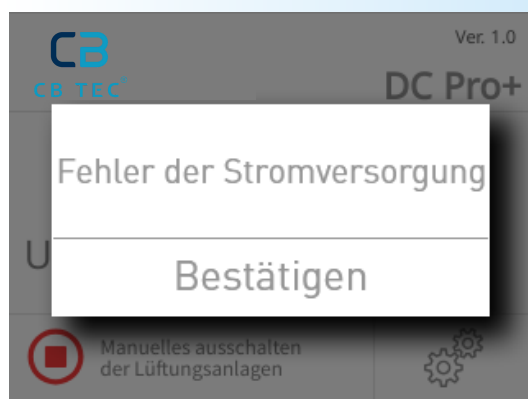 CB
Ver. 1.0
CB TEC®
DC Pro+
Fehler der Stromversorgung
U
Bestätigen
Manuelles ausschalten
der Lüftungsanlagen